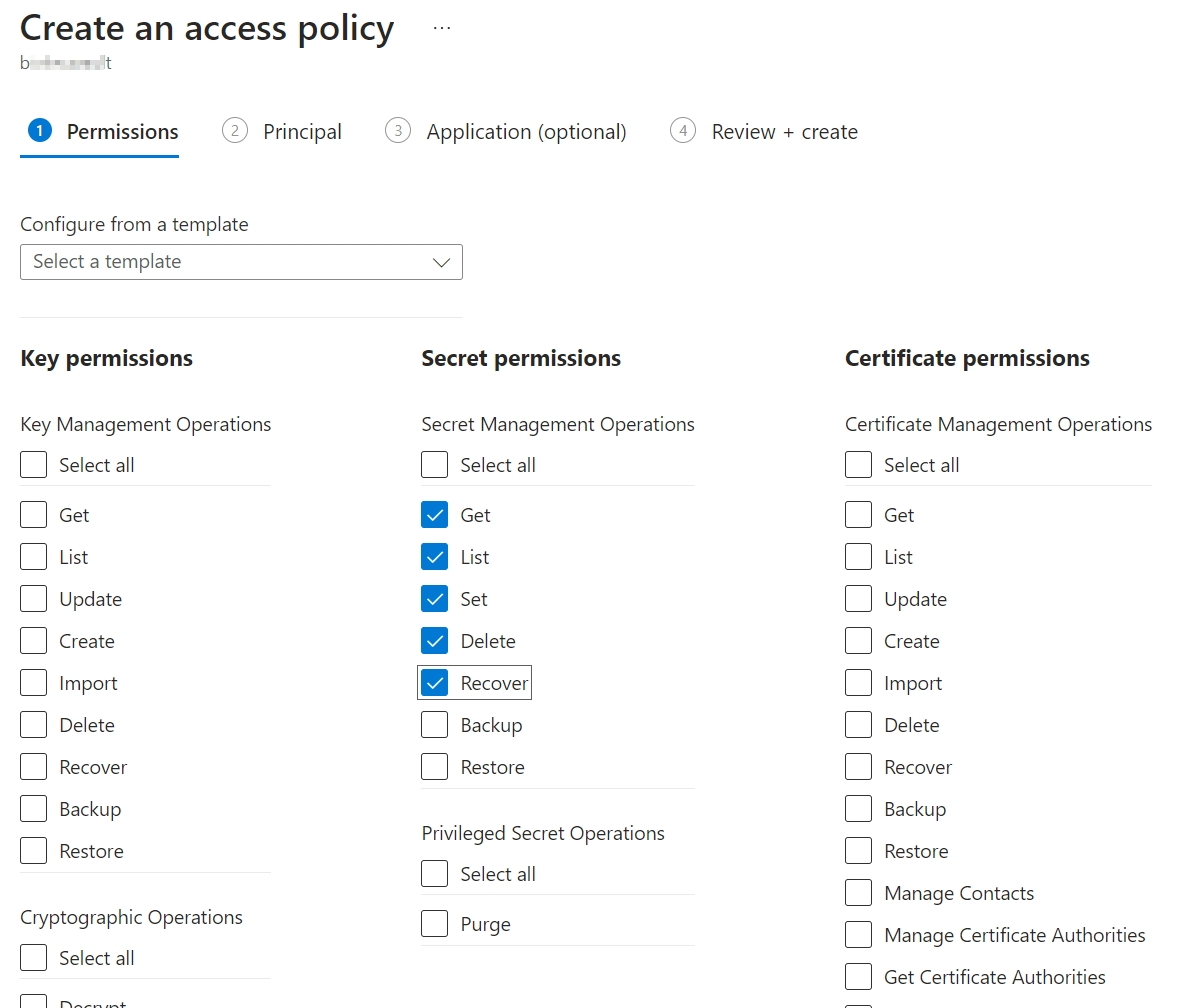 Create an access policy ...
1 Permissions 2 Principal 3 Application (optional) 4 Review + create
Configure from a template
Select a template
Key permissions
Key Management Operations
Select all
Get
List
Update
Create
Import
Delete
Recover
Backup
Restore
Cryptographic Operations
Select all
Decrypt
Secret permissions
Secret Management Operations
Select all
Get
List
Set
Delete
Recover
Backup
Restore
Privileged Secret Operations
Select all
Purge
Certificate permissions
Certificate Management Operations
Select all
Get
List
Update
Create
Import
Delete
Recover
Backup
Restore
Manage Contacts
Manage Certificate Authorities
Get Certificate Authorities